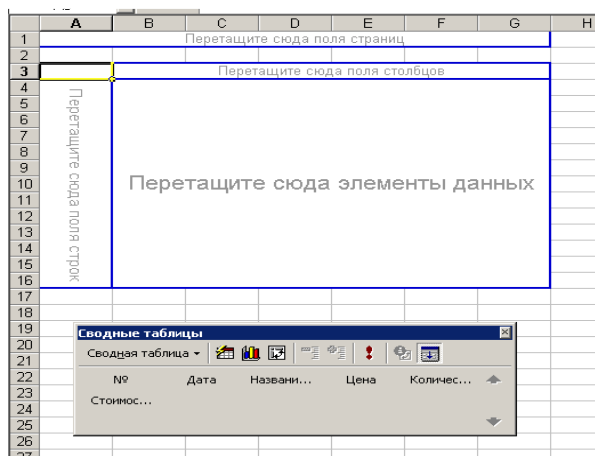 A B C D E F G H
1 Перетащите сюда поля страниц
2
3 Перетащите сюда поля столбцов
4
5
6
7
8
9
10 Перетащите сюда элементы данных
11
12
13
14
15
16
Перетащите сюда поля строк
17
18
19
Сводные таблицы
20
Сводная таблица
21
22
№ Дата Названи... Цена Количес...
23
Стоимос...
24
25
26
27